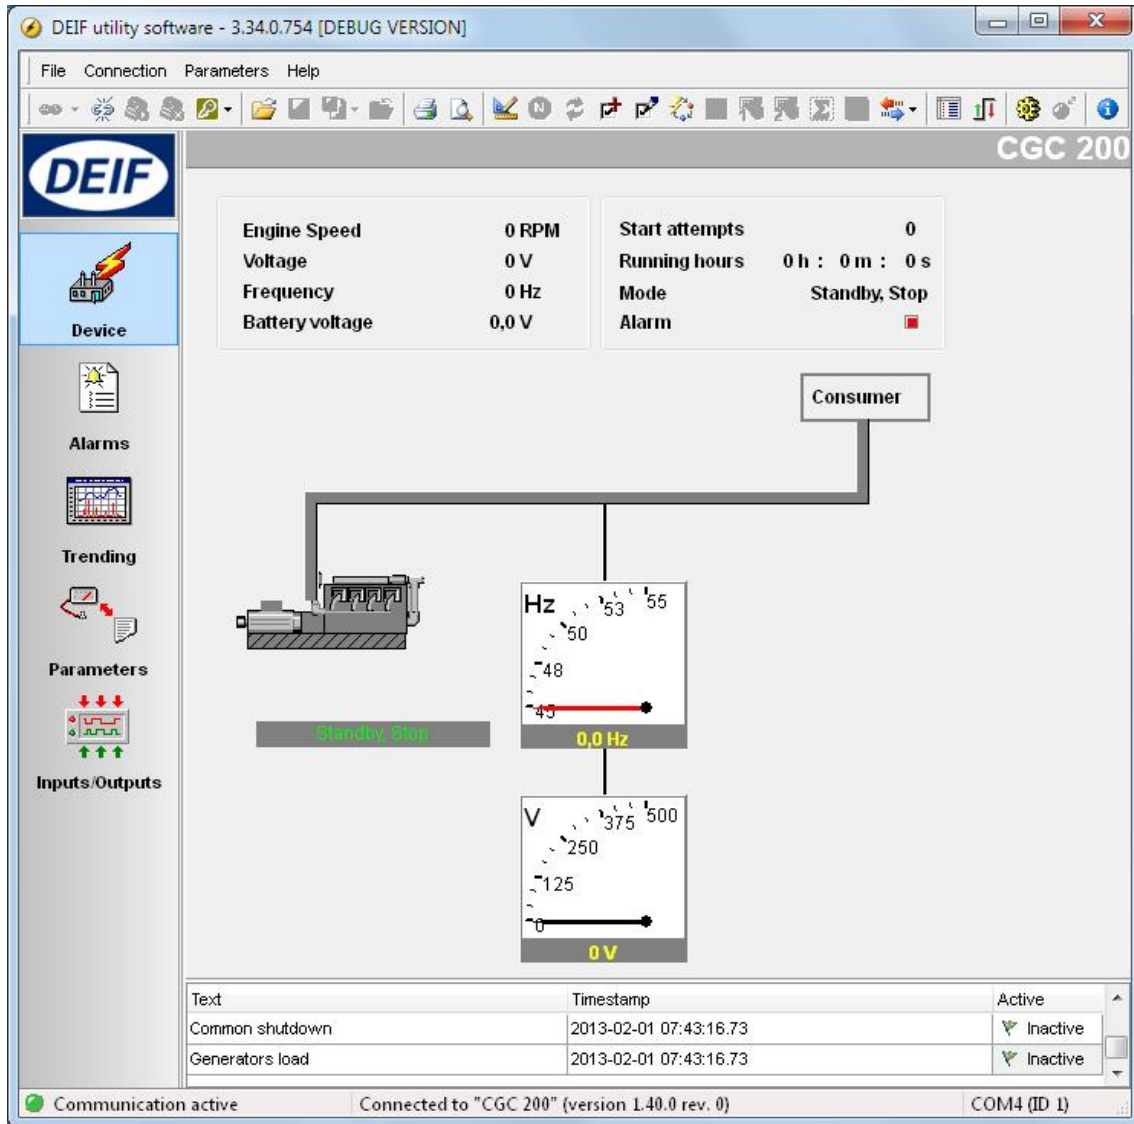 DEIF utility software - 3.34.0.754 [DEBUG VERSION]
File Connection Parameters Help
DEIF
CGC 200
Engine Speed 0 RPM
Voltage 0 V
Frequency 0 Hz
Battery voltage 0,0 V
Start attempts 0
Running hours 0 h : 0 m : 0 s
Mode Standby, Stop
Alarm
Device
Alarms
Trending
Parameters
Inputs/Outputs
Consumer
Hz
53 55
50
48
45
Standby, Stop
0,0 Hz
V
375 500
250
125
0
0 V
Text Timestamp Active
Common shutdown 2013-02-01 07:43:16.73 Inactive
Generators load 2013-02-01 07:43:16.73 Inactive
Communication active Connected to "CGC 200" (version 1.40.0 rev. 0) COM4 (ID 1)